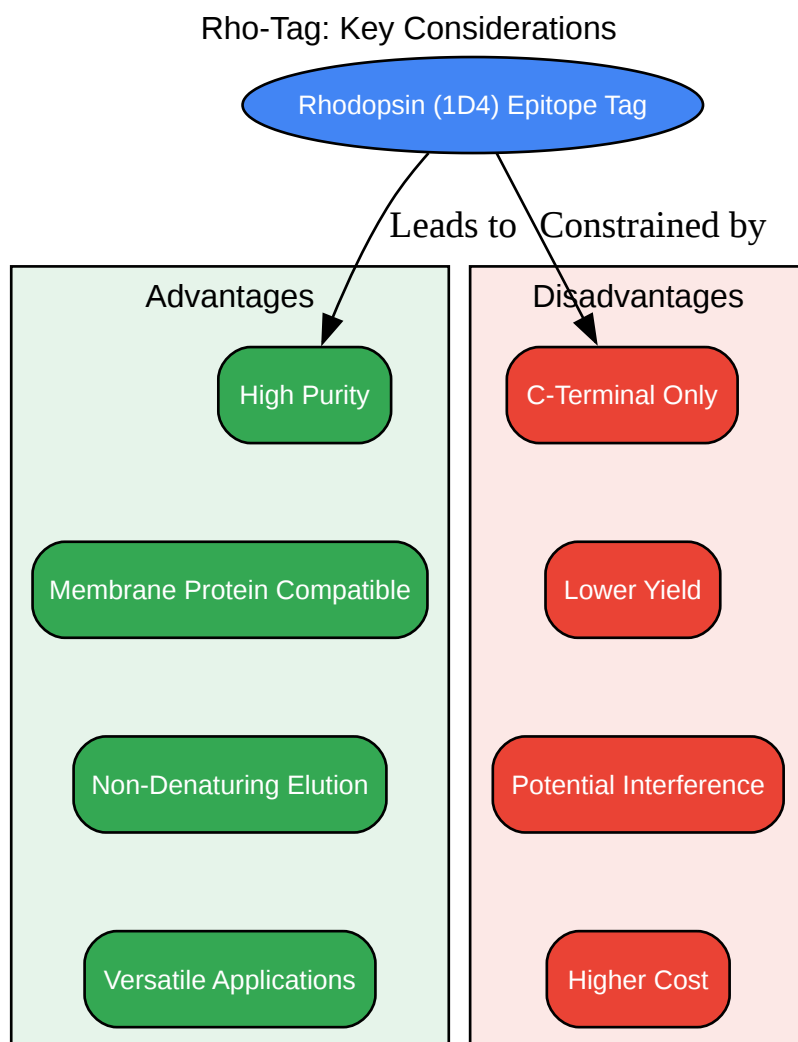 Rho-Tag: Key Considerations
Rhodopsin (1D4) Epitope Tag
Leads to
Constrained by
Advantages
High Purity
Membrane Protein Compatible
Non-Denaturing Elution
Versatile Applications
Disadvantages
C-Terminal Only
Lower Yield
Potential Interference
Higher Cost